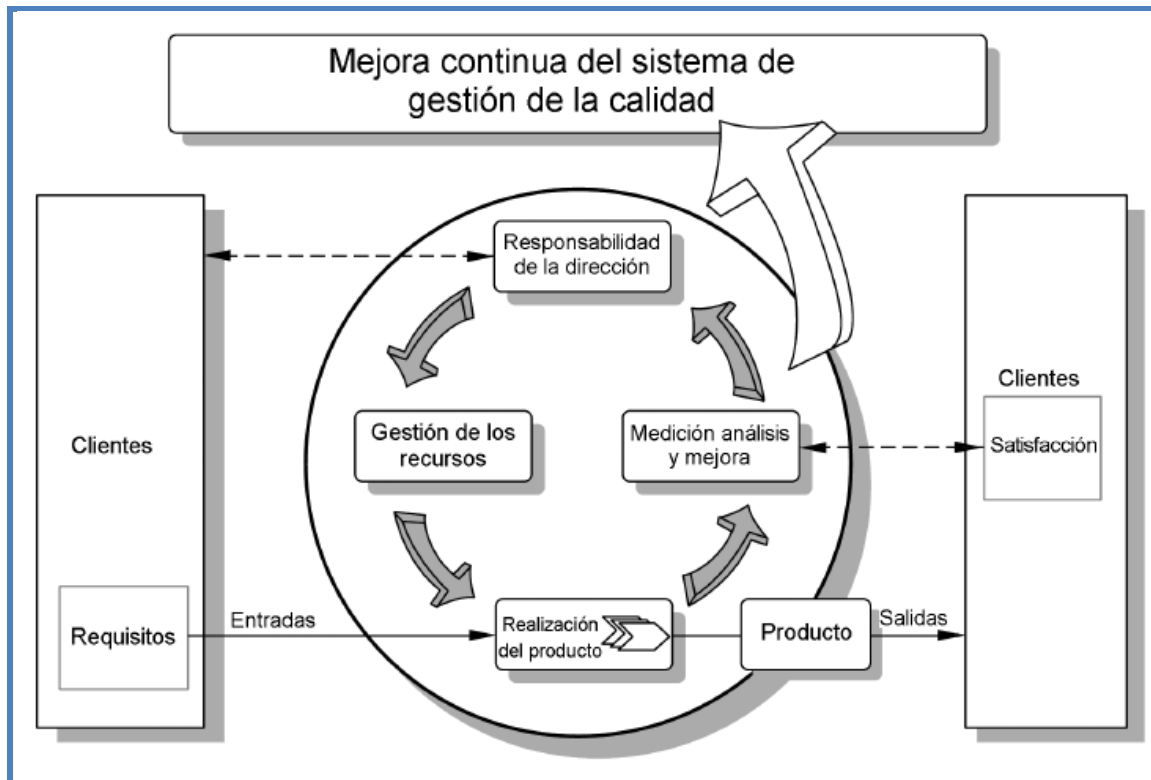 Mejora continua del sistema de
gestión de la calidad
Responsabilidad
de la dirección
Clientes
Gestión de los
recursos
Medición análisis
y mejora
Clientes
Satisfacción
Requisitos
Entradas
Realización
del producto
Producto
Salidas